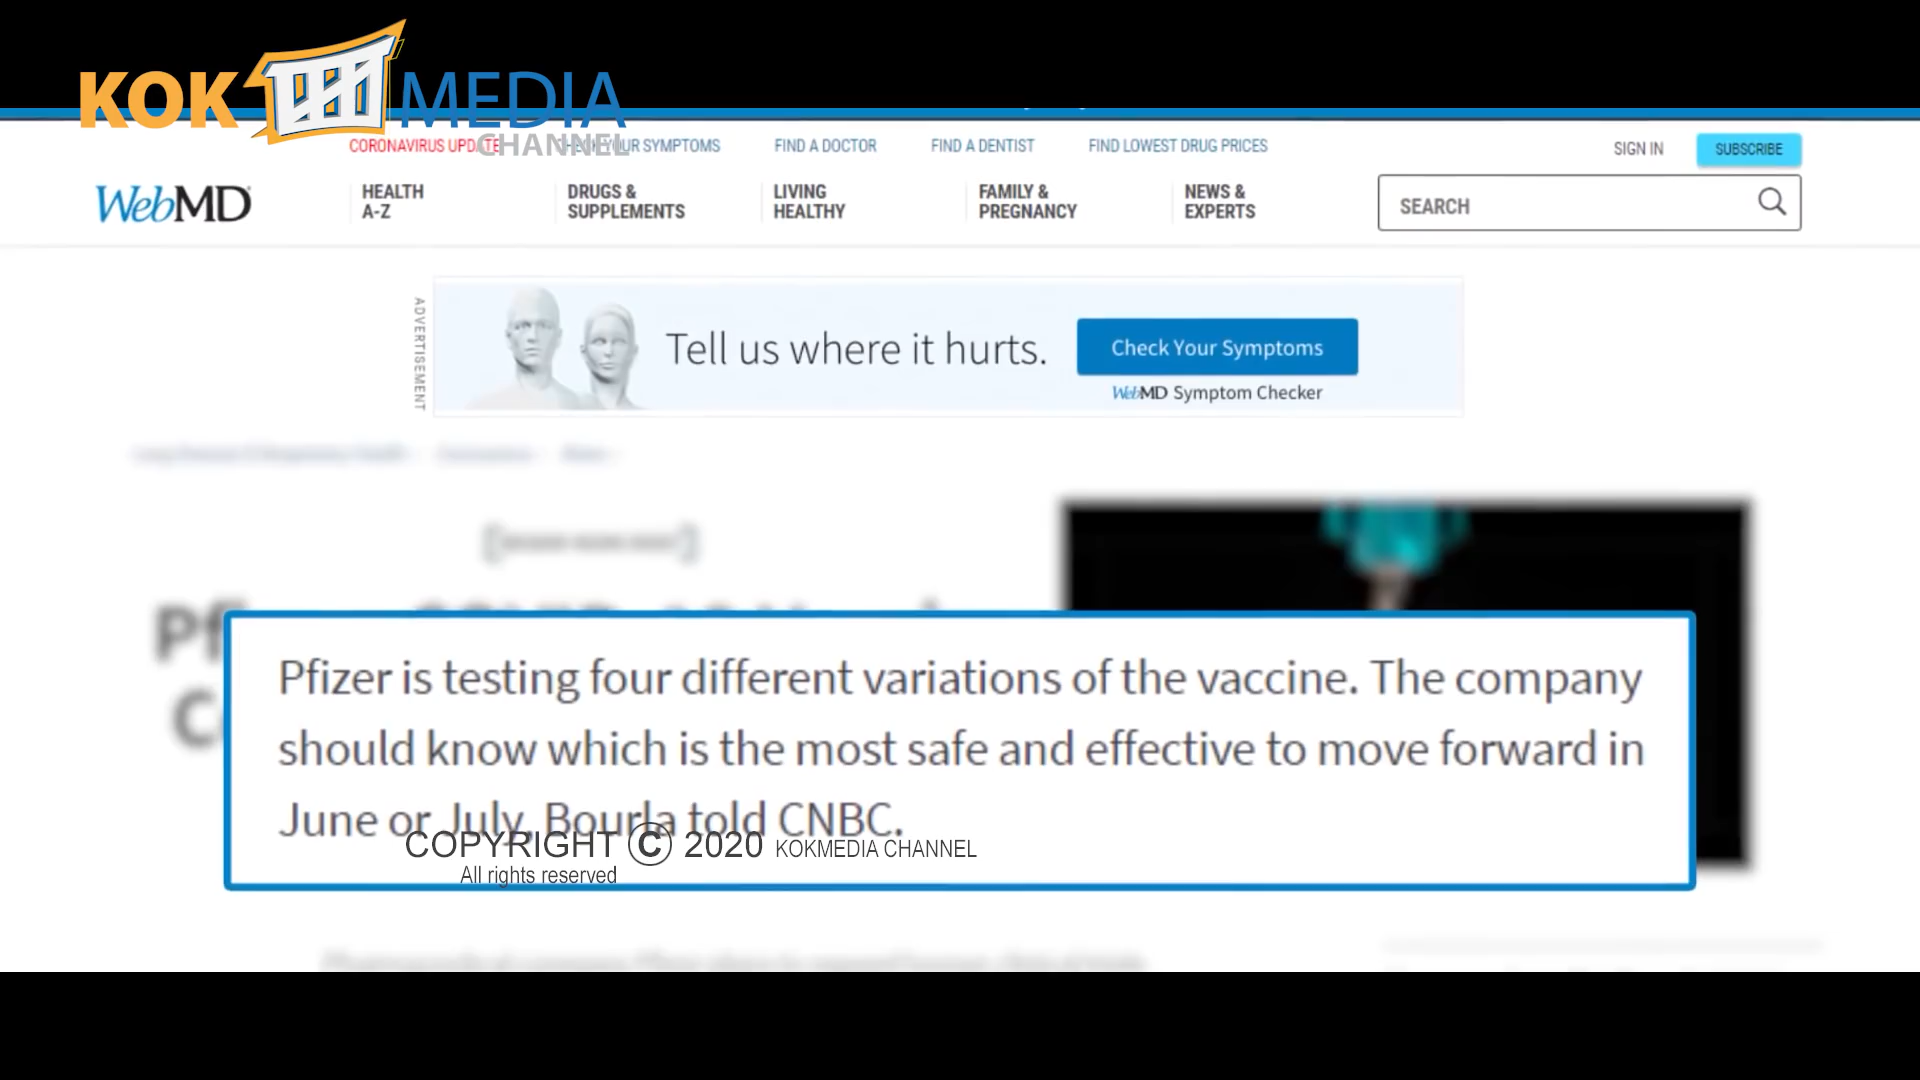 KOK MEDIA
CHANNEL
CORONAVIRUS UPDATE
CHECK YOUR SYMPTOMS
FIND A DOCTOR
FIND A DENTIST
FIND LOWEST DRUG PRICES
SIGN IN
SUBSCRIBE
WebMD
HEALTH
A-Z
DRUGS &
SUPPLEMENTS
LIVING
HEALTHY
FAMILY &
PREGNANCY
NEWS &
EXPERTS
SEARCH
ADVERTISEMENT
Tell us where it hurts.
Check Your Symptoms
WebMD Symptom Checker
Pfizer is testing four different variations of the vaccine. The company
should know which is the most safe and effective to move forward in
June or July, Bourla told CNBC.
COPYRIGHT © 2020 KOKMEDIA CHANNEL
All rights reserved